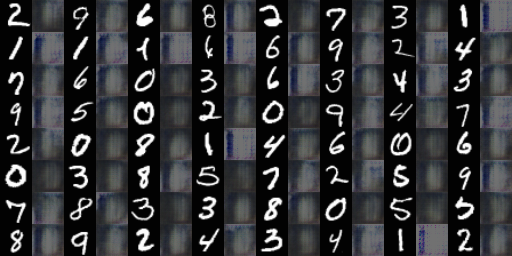 2 9 6 8 2 7 3 1
1 1 1 6 6 9 2 4
7 6 0 3 6 3 4 3
9 5 0 2 0 9 4 7
2 0 8 1 4 6 0 6
0 3 8 5 7 2 5 9
7 8 3 3 8 0 5 5
8 9 2 4 3 4 1 2